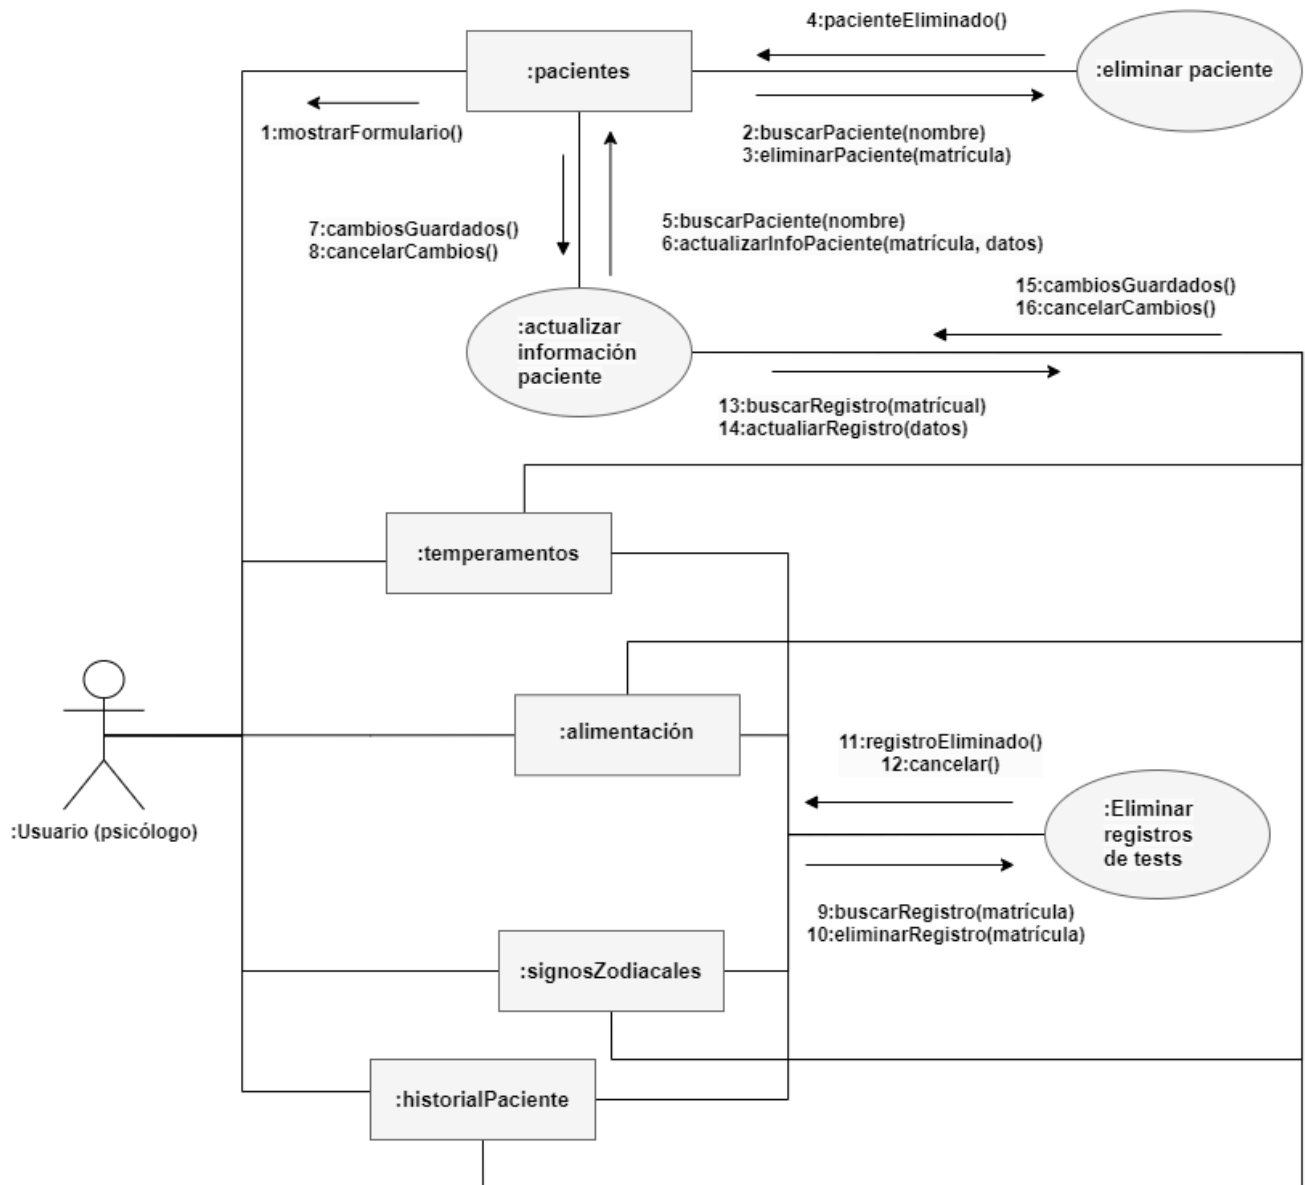 4:pacienteEliminado()
:pacientes
:eliminar paciente
1:mostrarFormulario()
2:buscarPaciente(nombre)
3:eliminarPaciente(matrícula)
7:cambiosGuardados()
8:cancelarCambios()
5:buscarPaciente(nombre)
6:actualizarInfoPaciente(matrícula, datos)
15:cambiosGuardados()
16:cancelarCambios()
:actualizar
información
paciente
13:buscarRegistro(matrícual)
14:actualiarRegistro(datos)
:temperamentos
:alimentación
11:registroEliminado()
12:cancelar()
:Usuario (psicólogo)
:Eliminar
registros
de tests
9:buscarRegistro(matrícula)
10:eliminarRegistro(matrícula)
:signosZodiacales
:historialPaciente